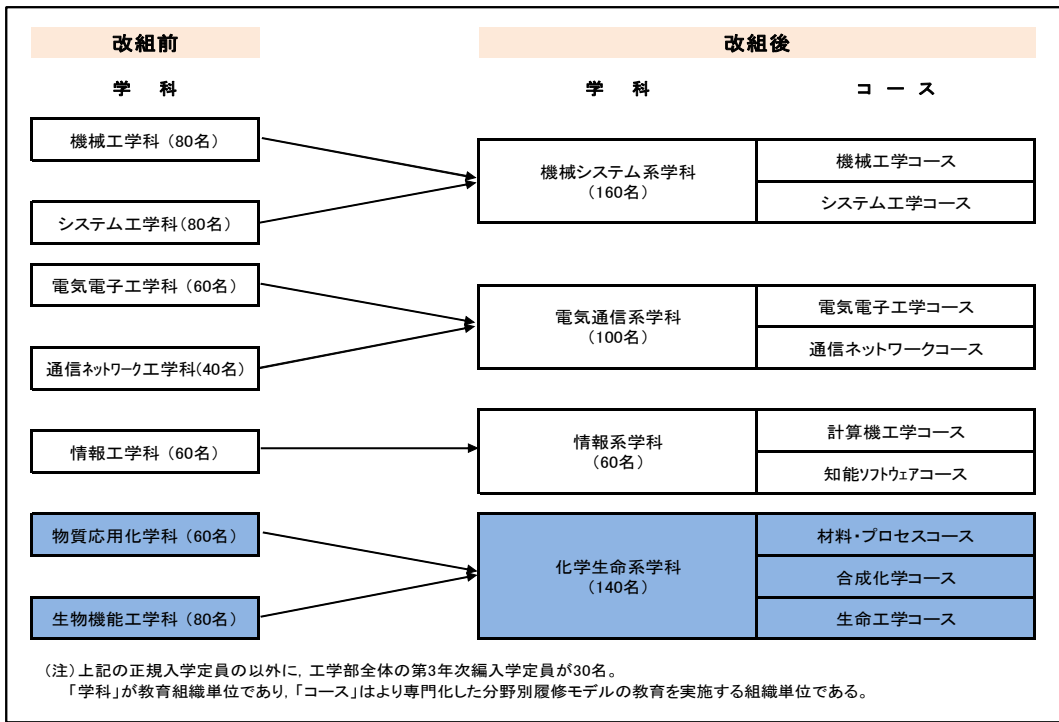 改組前
改組後
学 科
学 科
コ ー ス
機械工学科 (80名)
システム工学科(80名)
電気電子工学科 (60名)
通信ネットワーク工学科(40名)
情報工学科 (60名)
物質応用化学科 (60名)
生物機能工学科 (80名)
機械システム系学科
(160名)
機械工学コース
システム工学コース
電気通信系学科
(100名)
電気電子工学コース
通信ネットワークコース
情報系学科
(60名)
計算機工学コース
知能ソフトウェアコース
化学生命系学科
(140名)
材料・プロセスコース
合成化学コース
生命工学コース
(注)上記の正規入学定員の以外に, 工学部全体の第3年次編入学定員が30名。
「学科」が教育組織単位であり, 「コース」はより専門化した分野別履修モデルの教育を実施する組織単位である。